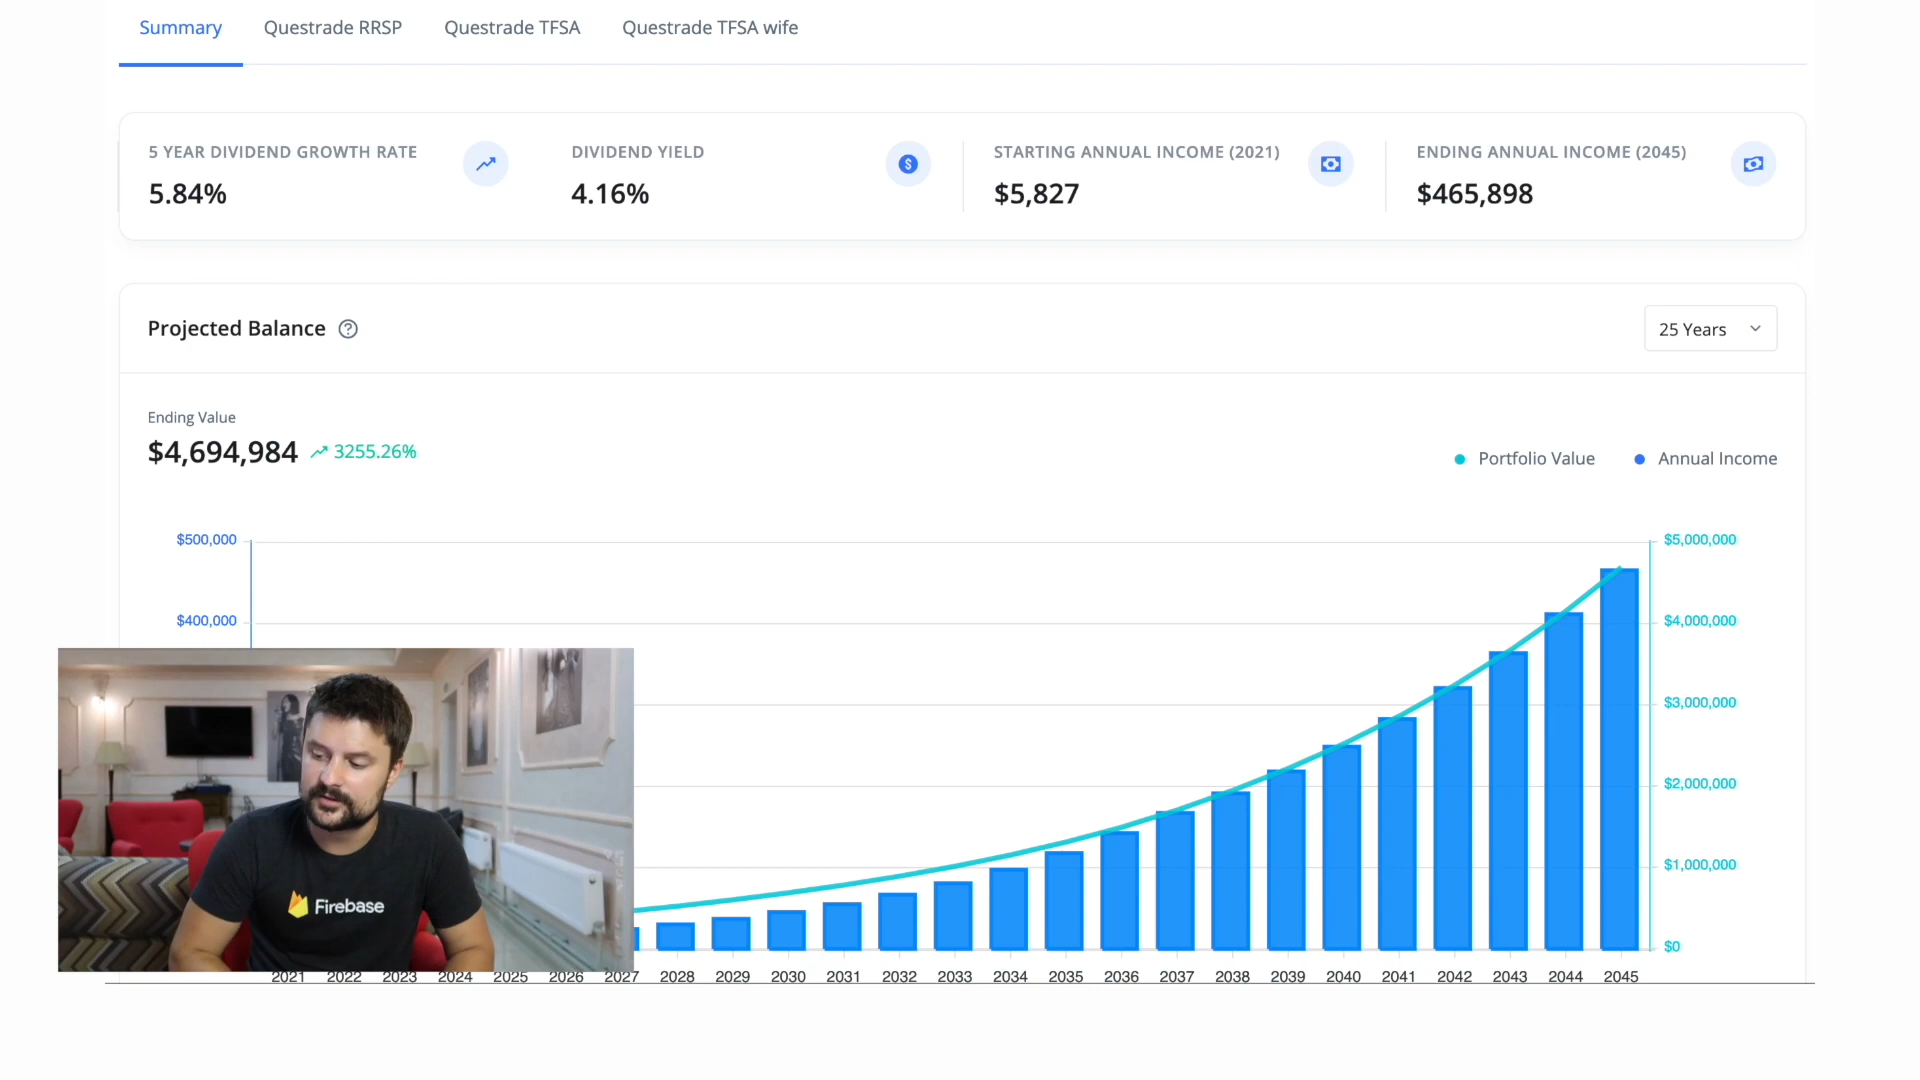 Summary Questrade RRSP Questrade TFSA Questrade TFSA wife
5 YEAR DIVIDEND GROWTH RATE
5.84%
DIVIDEND YIELD
4.16%
STARTING ANNUAL INCOME (2021)
$5,827
ENDING ANNUAL INCOME (2045)
$465,898
Projected Balance
25 Years
Ending Value
$4,694,984 3255.26%
Portfolio Value Annual Income
$500,000 $5,000,000
$400,000 $4,000,000
$3,000,000
$2,000,000
$1,000,000
$0
Firebase
2021 2022 2023 2024 2025 2026 2027 2028 2029 2030 2031 2032 2033 2034 2035 2036 2037 2038 2039 2040 2041 2042 2043 2044 2045